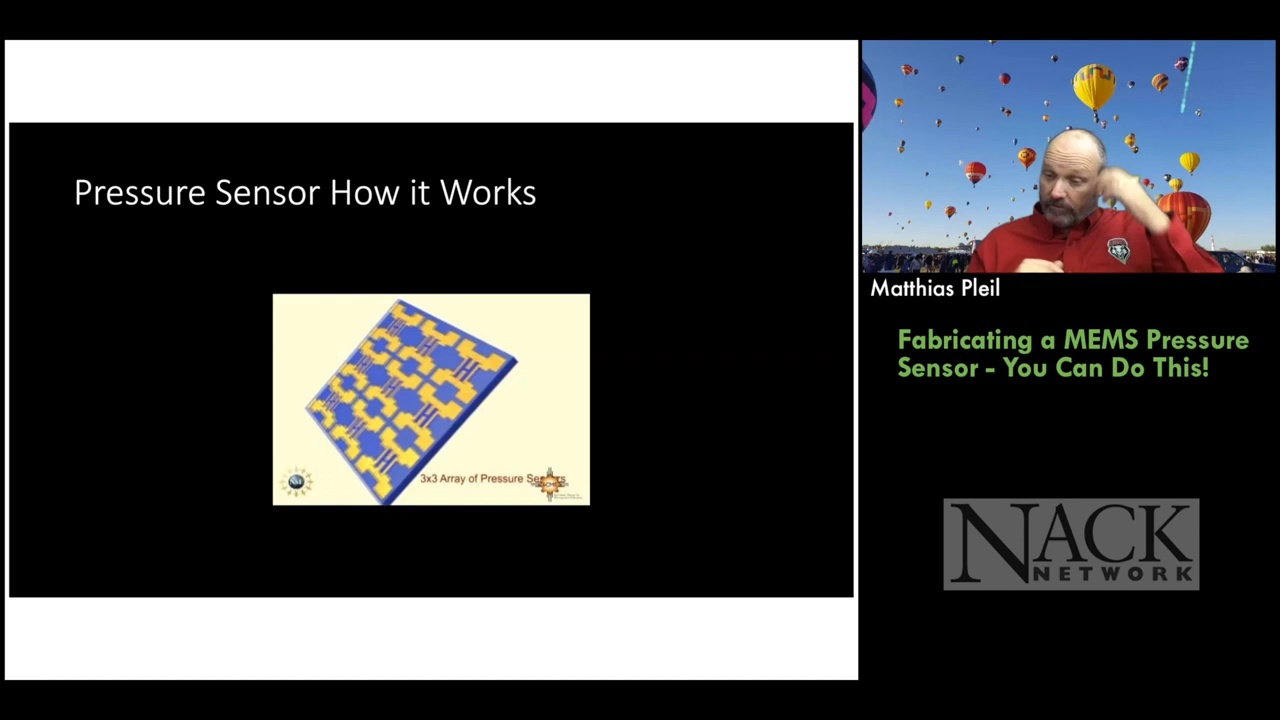 Pressure Sensor How it Works
3x3 Array of Pressure Sensors
NSF
Matthias Pleil
Fabricating a MEMS Pressure
Sensor - You Can Do This!
NACK
NETWORK